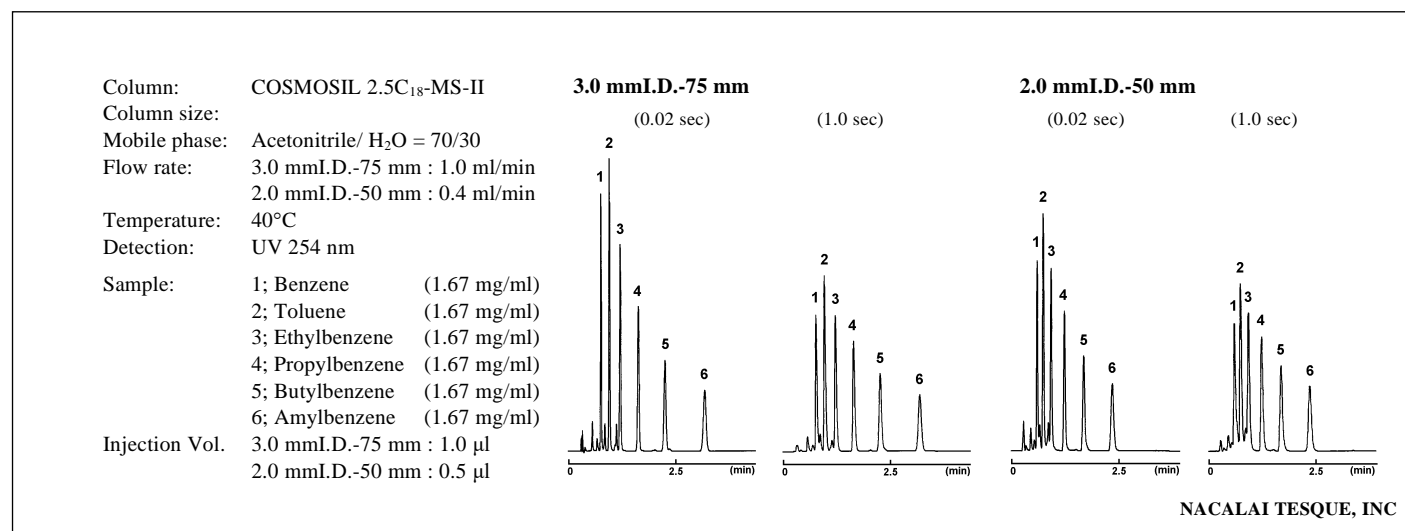 Column: COSMOSIL 2.5C₁₈-MS-II
Column size:
Mobile phase: Acetonitrile/ H₂O = 70/30
Flow rate: 3.0 mmI.D.-75 mm : 1.0 ml/min
2.0 mmI.D.-50 mm : 0.4 ml/min
Temperature: 40°C
Detection: UV 254 nm
Sample: 1; Benzene (1.67 mg/ml)
2; Toluene (1.67 mg/ml)
3; Ethylbenzene (1.67 mg/ml)
4; Propylbenzene (1.67 mg/ml)
5; Butylbenzene (1.67 mg/ml)
6; Amylbenzene (1.67 mg/ml)
Injection Vol. 3.0 mmI.D.-75 mm : 1.0 μl
2.0 mmI.D.-50 mm : 0.5 μl
3.0 mmI.D.-75 mm
(0.02 sec)
1 2 3 4 5 6
0 2.5 (min)
(1.0 sec)
1 2 3 4 5 6
0 2.5 (min)
2.0 mmI.D.-50 mm
(0.02 sec)
1 2 3 4 5 6
0 2.5 (min)
(1.0 sec)
1 2 3 4 5 6
0 2.5 (min)
NACALAI TESQUE, INC